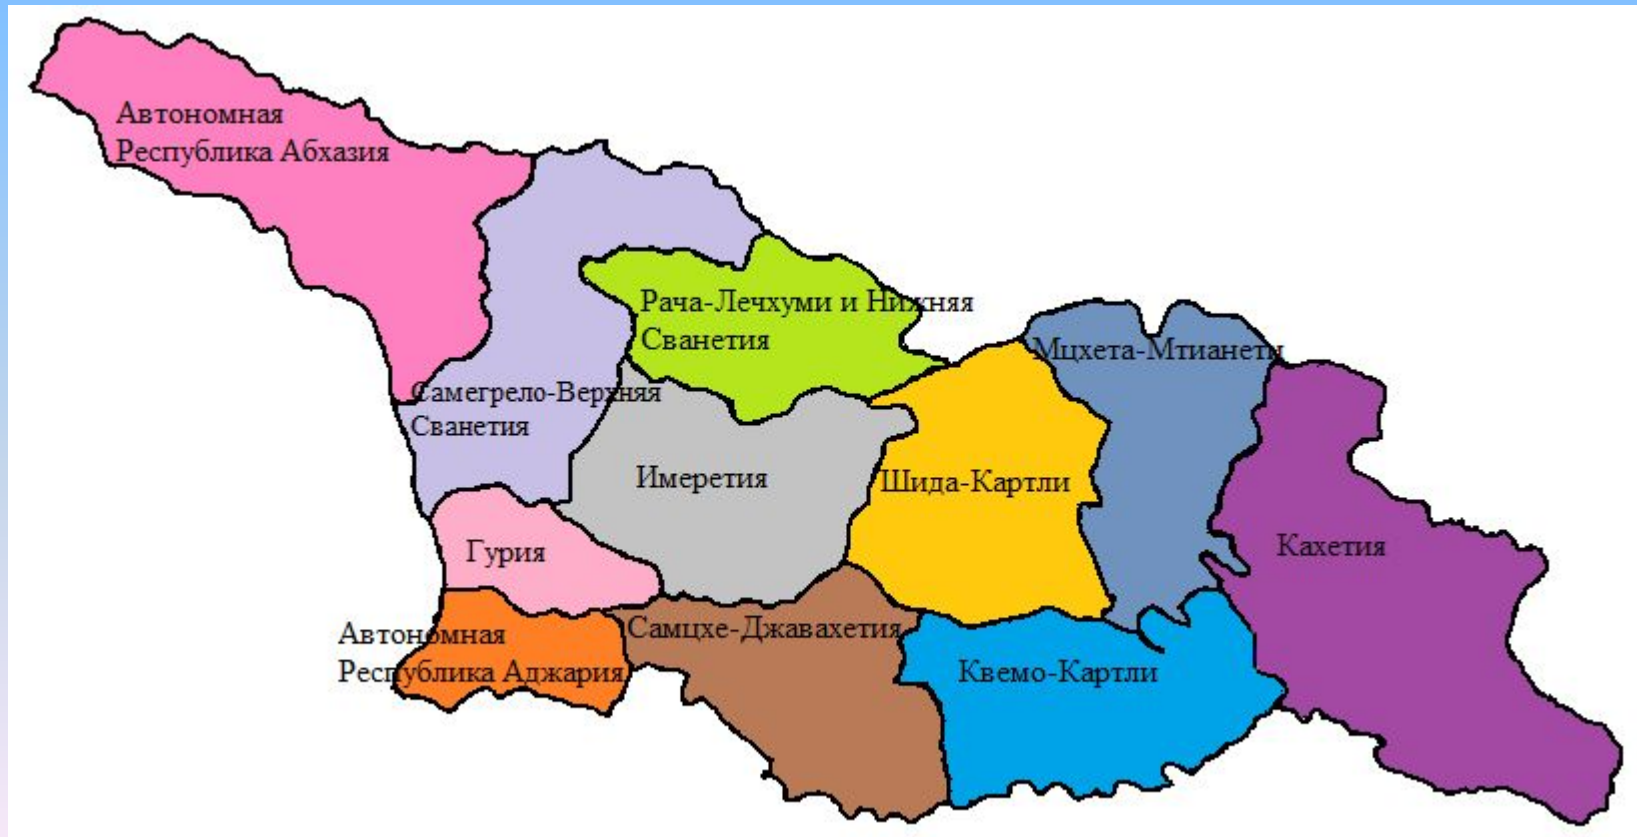 Автономная
Республика Абхазия
Рача-Лечхуми и Нижняя
Сванетия
Мцхета-Мтианети
Самегрело-Верхняя
Сванетия
Имеретия
Шида-Картли
Гурия
Кахетия
Автономная
Республика Аджария
Самцхе-Джавахетия
Квемо-Картли